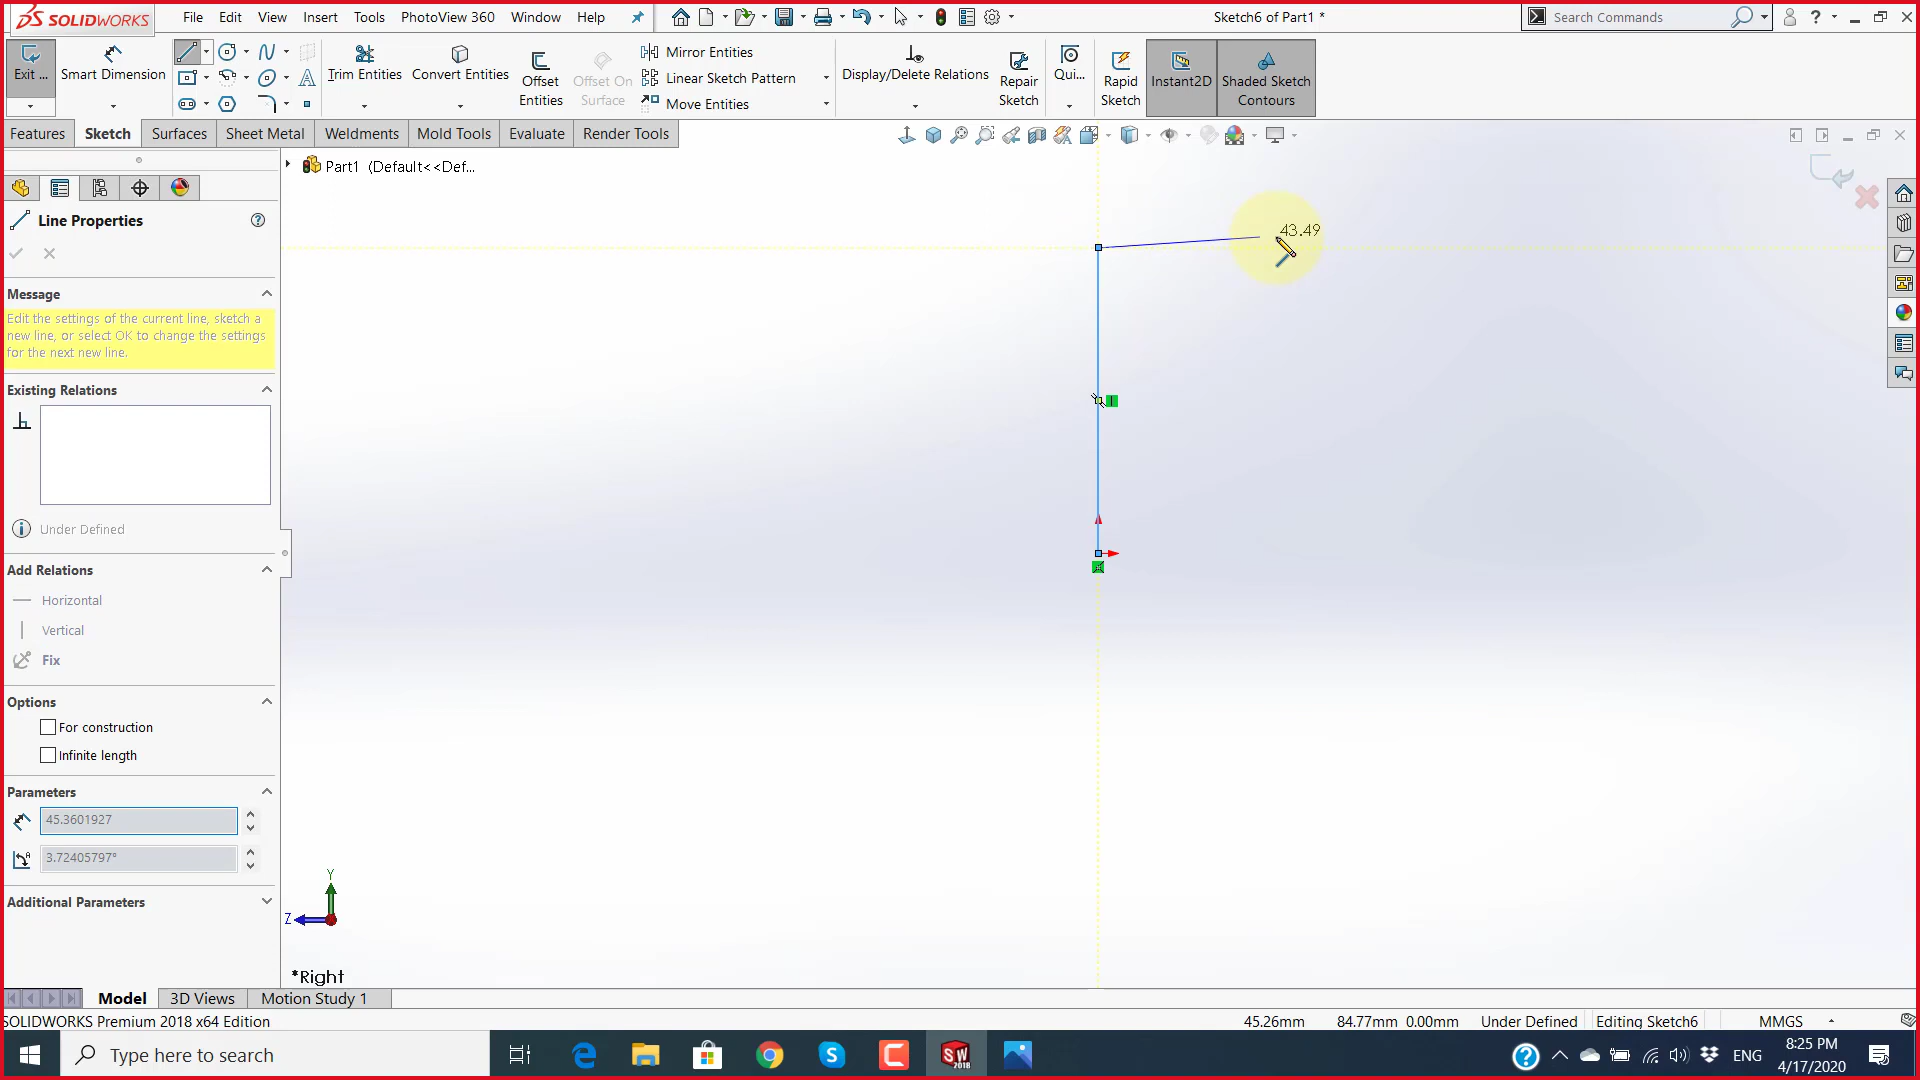 SOLIDWORKS
File Edit View Insert Tools PhotoView 360 Window Help
Sketch6 of Part1 *
Search Commands
?
Exit ...
Smart Dimension
Trim Entities
Convert Entities
Offset Entities
Offset On Surface
Mirror Entities
Linear Sketch Pattern
Move Entities
Display/Delete Relations
Repair Sketch
Qui...
Rapid Sketch
Instant2D
Shaded Sketch Contours
Features Sketch Surfaces Sheet Metal Weldments Mold Tools Evaluate Render Tools
Part1 (Default<<Def...
Line Properties
?
Message
Edit the settings of the current line, sketch a
new line, or select OK to change the settings
for the next new line.
Existing Relations
Under Defined
Add Relations
Horizontal
Vertical
Fix
Options
For construction
Infinite length
Parameters
45.3601927
3.72405797°
Additional Parameters
43.49
Y
Z
*Right
Model 3D Views Motion Study 1
SOLIDWORKS Premium 2018 x64 Edition
45.26mm 84.77mm 0.00mm Under Defined Editing Sketch6 MMGS
Type here to search
SW
2018
?
ENG
8:25 PM
4/17/2020